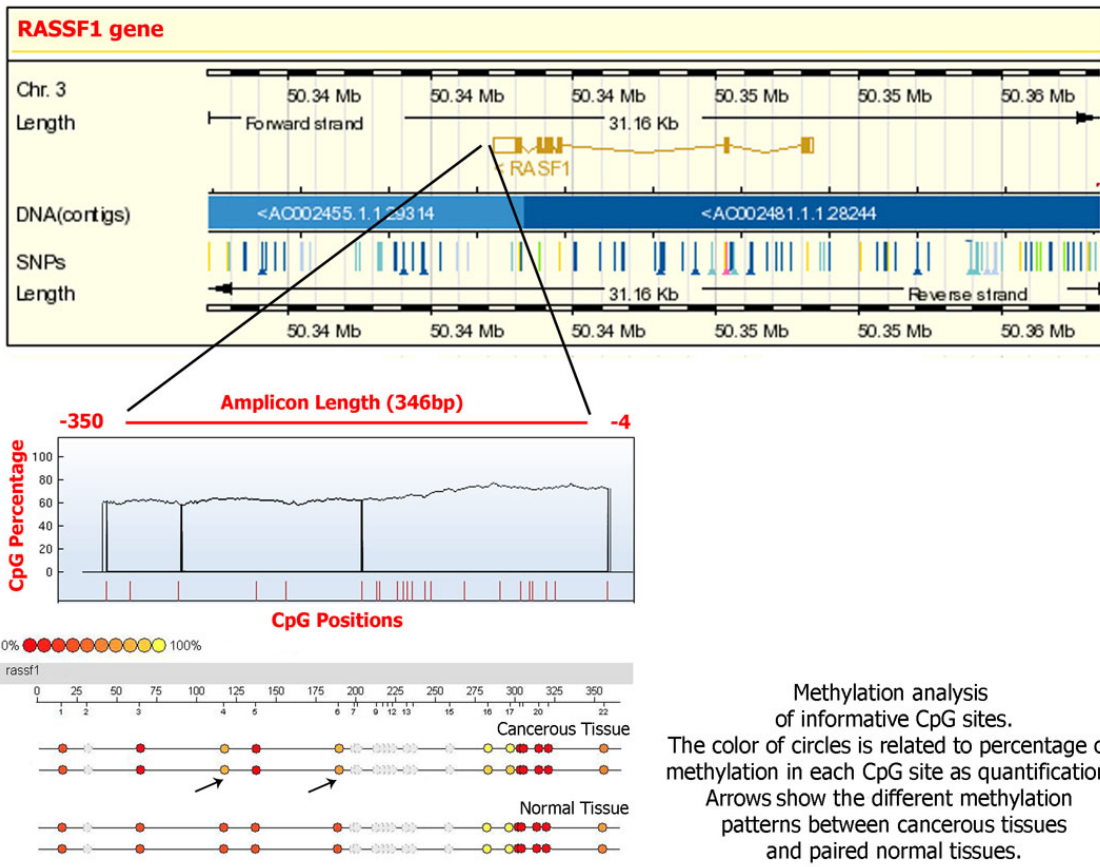 RASSF1 gene
Chr. 3
50.34 Mb 50.34 Mb 50.34 Mb 50.35 Mb 50.35 Mb 50.36 Mb
Length
Forward strand 31.16 Kb
< RASF1
DNA(contigs)
<AC002455.1.1.29314 <AC002481.1.1.28244
SNPs
Length
31.16 Kb Reverse strand
50.34 Mb 50.34 Mb 50.34 Mb 50.35 Mb 50.35 Mb 50.36 Mb
-350 Amplicon Length (346bp) -4
CpG Percentage
100
80
60
40
20
0
CpG Positions
0% 100%
rassf1
0 25 50 75 100 125 150 175 200 225 250 275 300 325 350
1 2 3 4 5 6 7 9 12 13 15 16 17 20 22
Cancerous Tissue
Normal Tissue
Methylation analysis
of informative CpG sites.
The color of circles is related to percentage o
methylation in each CpG site as quantification
Arrows show the different methylation
patterns between cancerous tissues
and paired normal tissues.